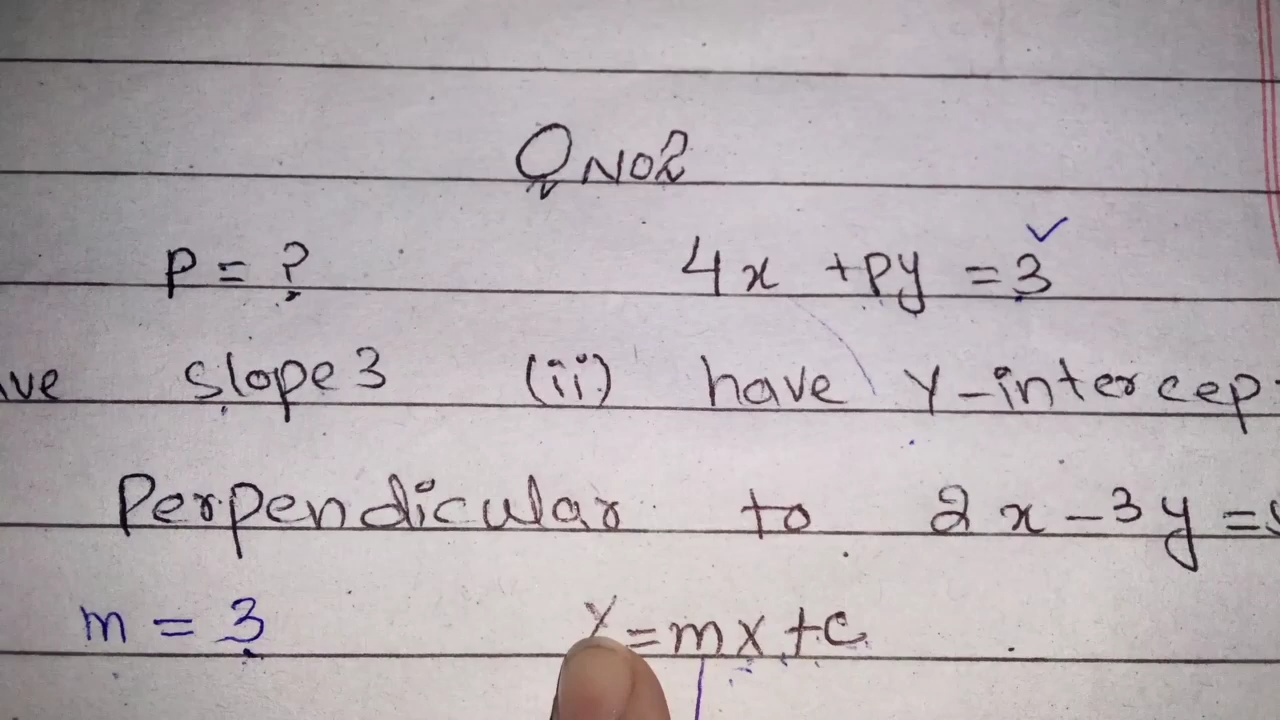 Q NO2
P = ? 4x + py = 3
ve slope 3 (ii) have Y-intercep
Perpendicular to 2x - 3y =
m = 3 Y = mx + c